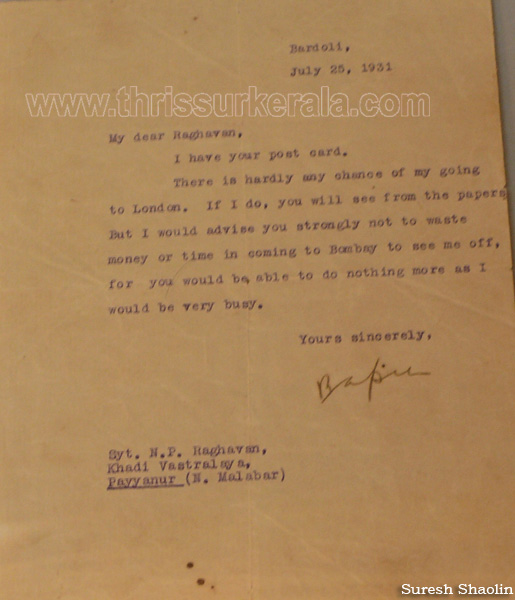 Bardoli,
July 25, 1931
www.thrissurkerala.com
My dear Raghavan,
I have your post card.
There is hardly any chance of my going
to London. If I do, you will see from the papers
But I would advise you strongly not to waste
money or time in coming to Bombay to see me off,
for you would be able to do nothing more as I
would be very busy.
Yours sincerely,
Bapu
Syt. N.P. Raghavan,
Khadi Vastralaya,
Payyanur (N. Malabar)
Suresh Shaolin